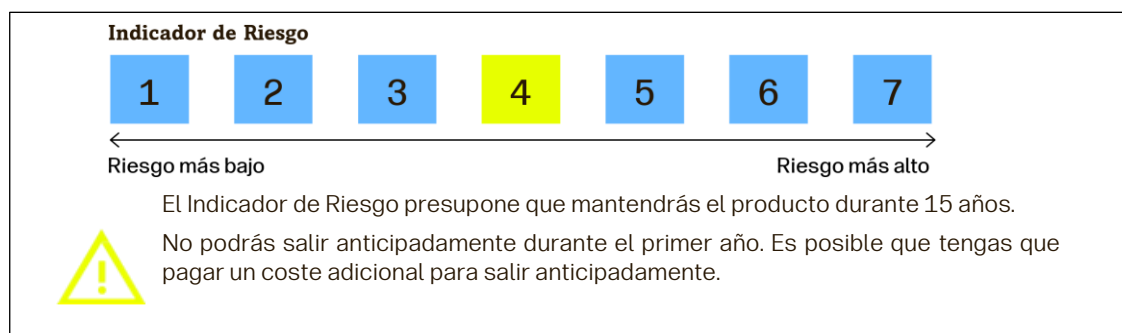 Indicador de Riesgo
1 2 3 4 5 6 7
Riesgo más bajo Riesgo más alto
El Indicador de Riesgo presupone que mantendrás el producto durante 15 años.
No podrás salir anticipadamente durante el primer año. Es posible que tengas que
pagar un coste adicional para salir anticipadamente.